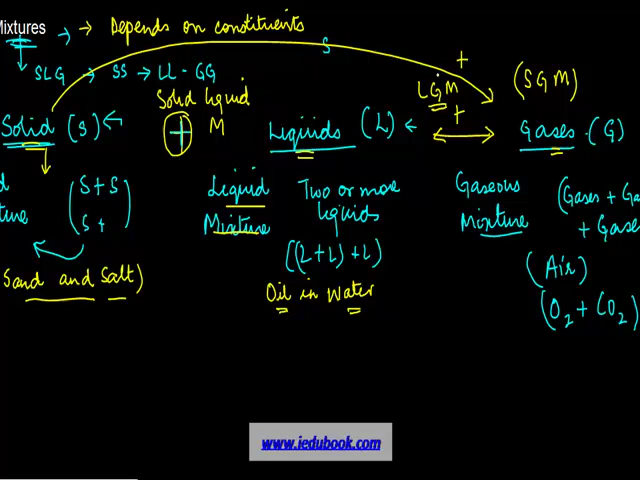 Mixtures → → Depends on constituents
SLG → SS → LL - GG
S
+
LGM
(SGM)
Solid liquid
+ M
+
Solid (S) ←
Liquids (L) ←
Gases · (G)
(S+S
S+ )
Liquid
Mixture
Two or more
liquids
((L+L)+L)
Gaseous
Mixture
(Gases +
+ Gases
Sand and Salt)
Oil in Water
(Air)
(O2 + CO2)
www.iedubook.com